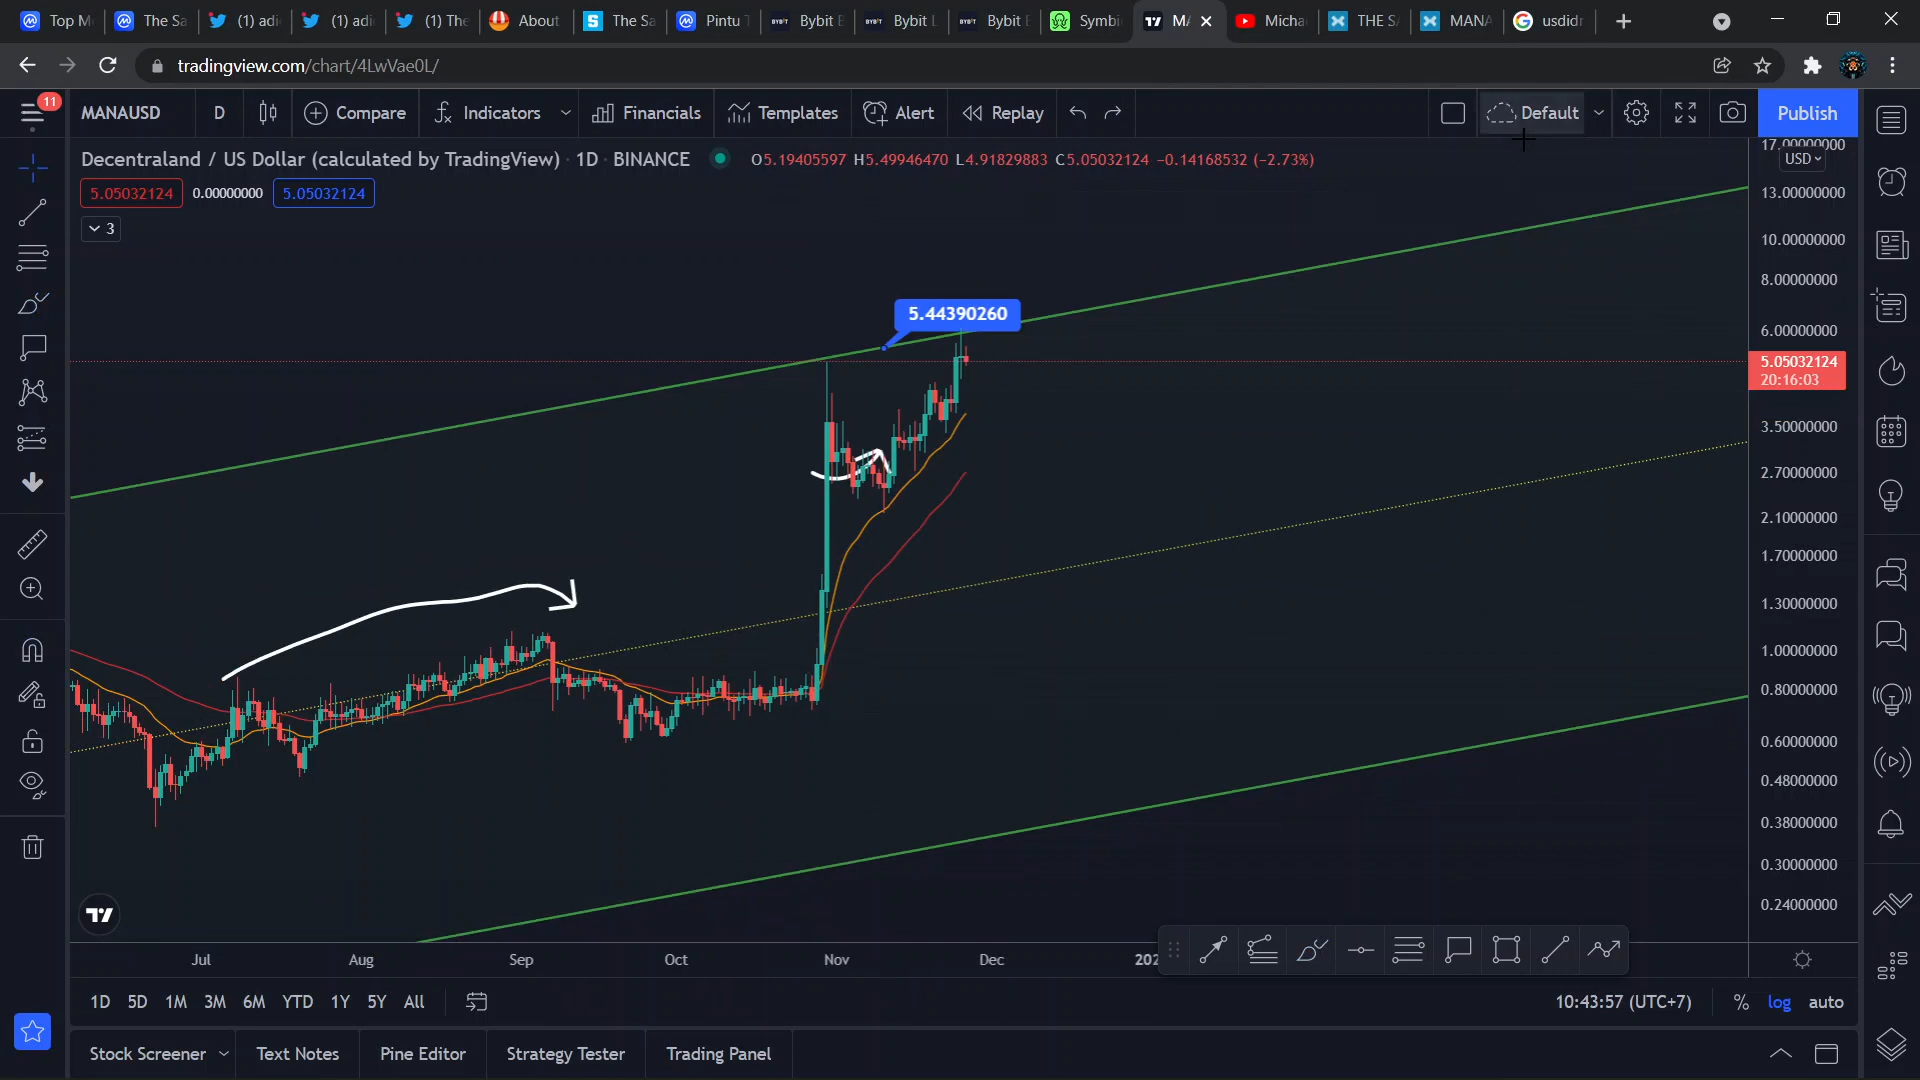 Top M
The Sa
(1) adi
(1) adi
(1) The
About
The Sa
Pintu T
BYBIT Bybit E
BYBIT Bybit L
BYBIT Bybit E
Symbi
MA
Micha
THE SA
MANA
usdidr
tradingview.com/chart/4LwVae0L/
11
MANAUSD
D
Compare
Indicators
Financials
Templates
Alert
Replay
Default
Publish
Decentraland / US Dollar (calculated by TradingView) · 1D · BINANCE
O5.19405597 H5.49946470 L4.91829883 C5.05032124 −0.14168532 (−2.73%)
5.05032124 0.00000000 5.05032124
3
17.00000000
USD
13.00000000
10.00000000
8.00000000
5.44390260
6.00000000
5.05032124
20:16:03
3.50000000
2.70000000
2.10000000
1.70000000
1.30000000
1.00000000
0.80000000
0.60000000
0.48000000
0.38000000
0.30000000
0.24000000
Jul Aug Sep Oct Nov Dec 202
1D 5D 1M 3M 6M YTD 1Y 5Y All
10:43:57 (UTC+7) % log auto
Stock Screener Text Notes Pine Editor Strategy Tester Trading Panel